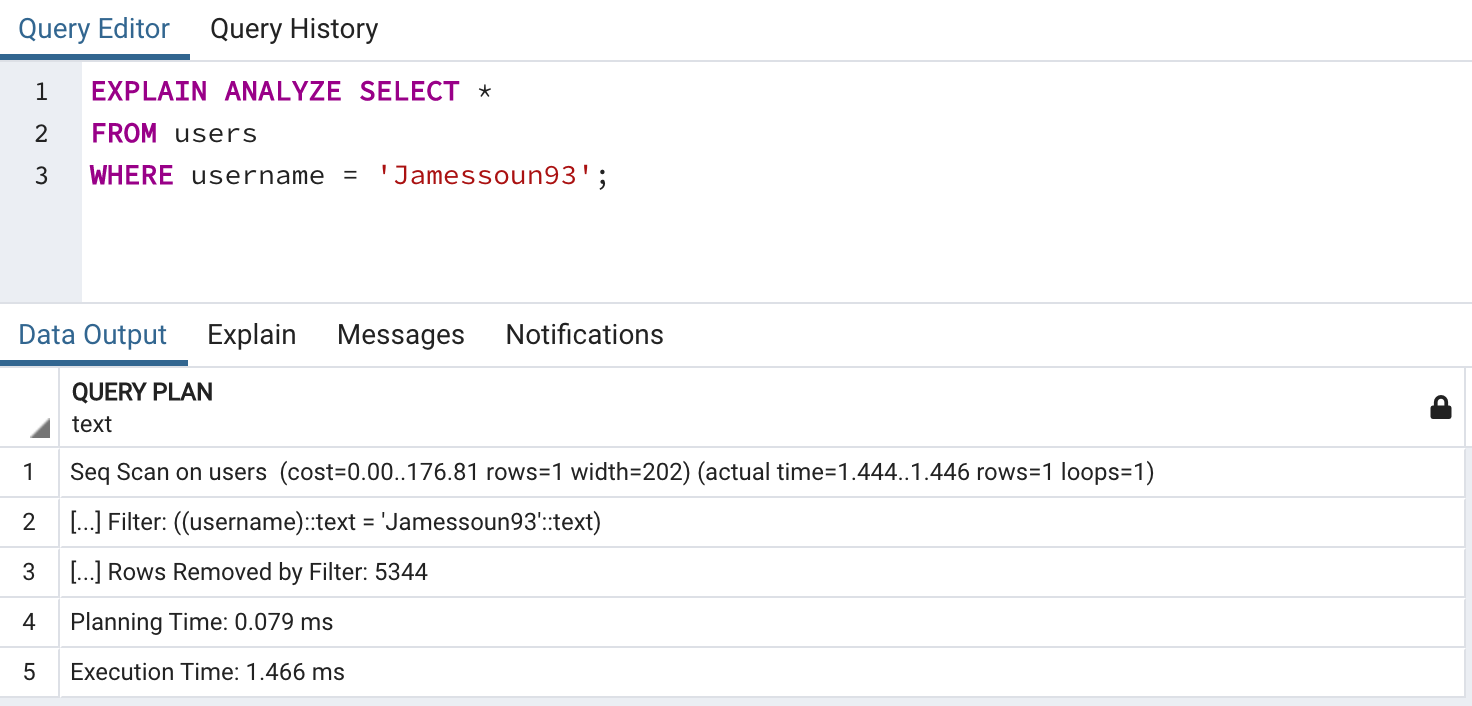 Query Editor Query History
1 EXPLAIN ANALYZE SELECT *
2 FROM users
3 WHERE username = 'Jamessoun93';
Data Output Explain Messages Notifications
QUERY PLAN
text
1 Seq Scan on users  (cost=0.00..176.81 rows=1 width=202) (actual time=1.444..1.446 rows=1 loops=1)
2 [...] Filter: ((username)::text = 'Jamessoun93'::text)
3 [...] Rows Removed by Filter: 5344
4 Planning Time: 0.079 ms
5 Execution Time: 1.466 ms